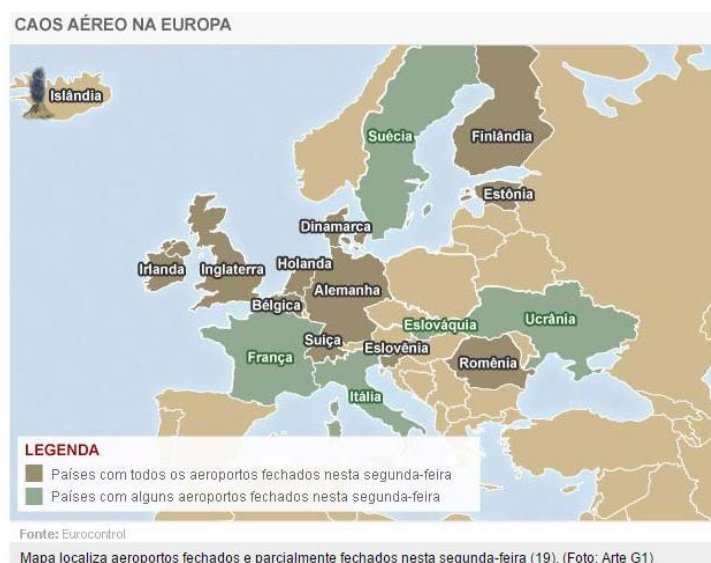 CAOS AÉREO NA EUROPA
Islândia
Suécia
Finlândia
Estônia
Dinamarca
Irlanda
Inglaterra
Holanda
Alemanha
Bélgica
Eslováquia
Ucrânia
França
Suíça
Eslovênia
Romênia
Itália
LEGENDA
Países com todos os aeroportos fechados nesta segunda-feira
Países com alguns aeroportos fechados nesta segunda-feira
Fonte: Eurocontrol
Mapa localiza aeroportos fechados e parcialmente fechados nesta segunda-feira (19). (Foto: Arte G1)